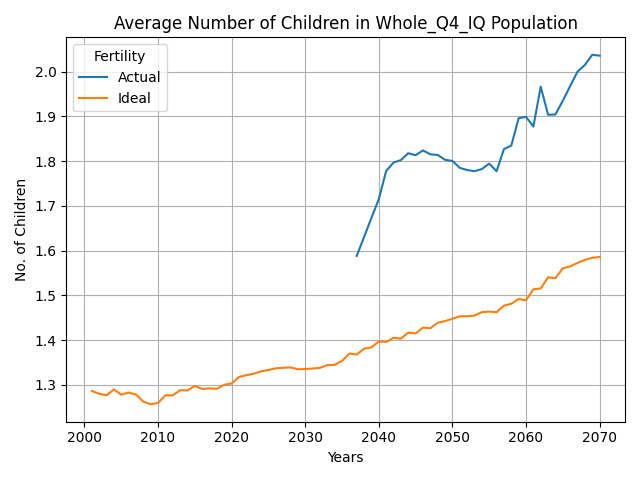 Average Number of Children in Whole_Q4_IQ Population
Fertility
Actual
Ideal
No. of Children
2.0
1.9
1.8
1.7
1.6
1.5
1.4
1.3
2000 2010 2020 2030 2040 2050 2060 2070
Years